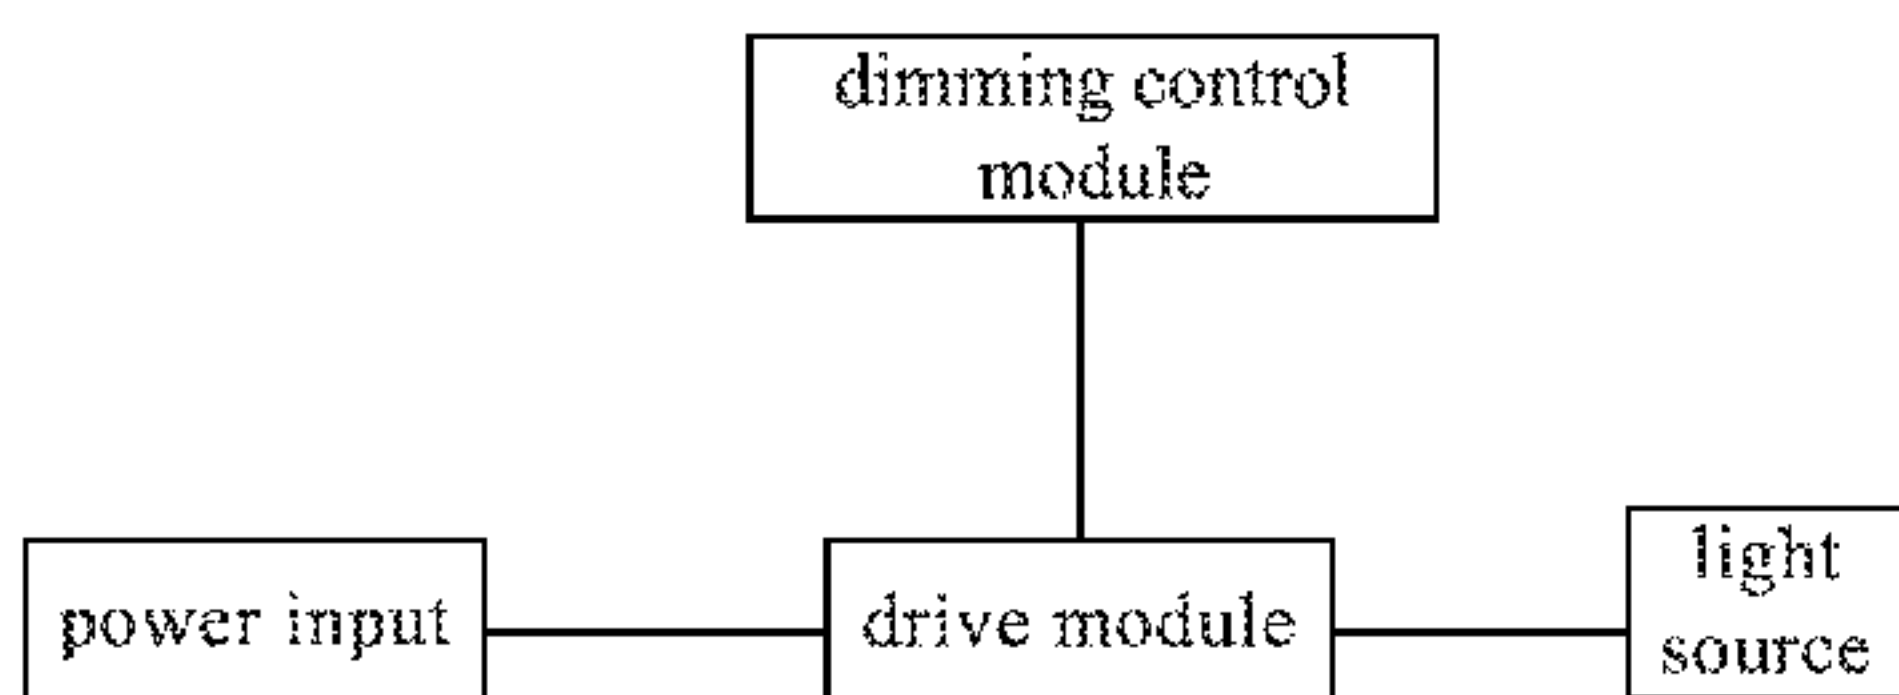 dimming control
module
power input
drive module
light
source